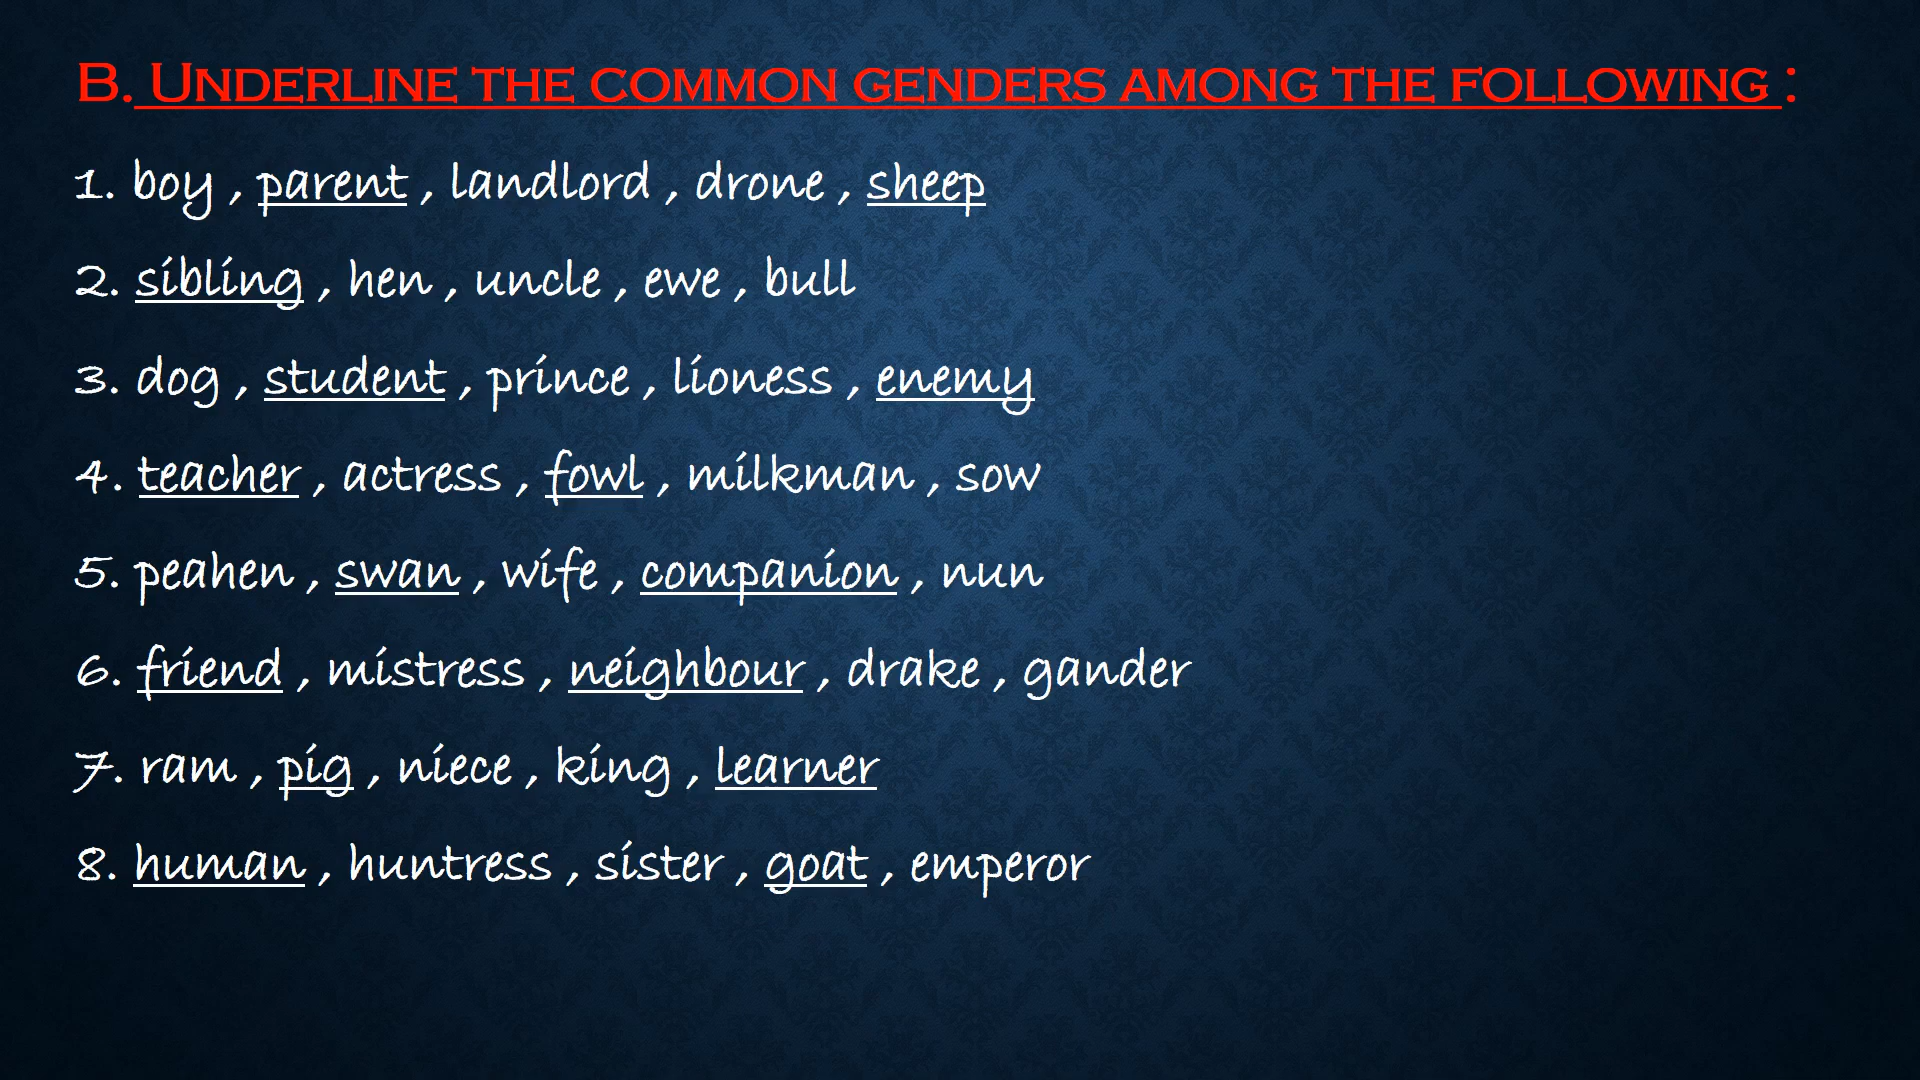 B. Underline the common genders among the following :
1. boy , parent , landlord , drone , sheep
2. sibling , hen , uncle , ewe , bull
3. dog , student , prince , lioness , enemy
4. teacher , actress , fowl , milkman , sow
5. peahen , swan , wife , companion , nun
6. friend , mistress , neighbour , drake , gander
7. ram , pig , niece , king , learner
8. human , huntress , sister , goat , emperor